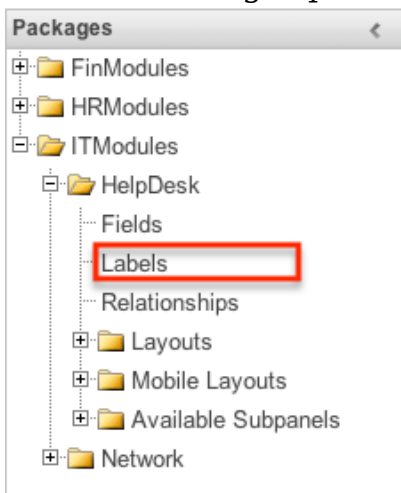 Packages
FinModules
HRModules
ITModules
HelpDesk
Fields
Labels
Relationships
Layouts
Mobile Layouts
Available Subpanels
Network